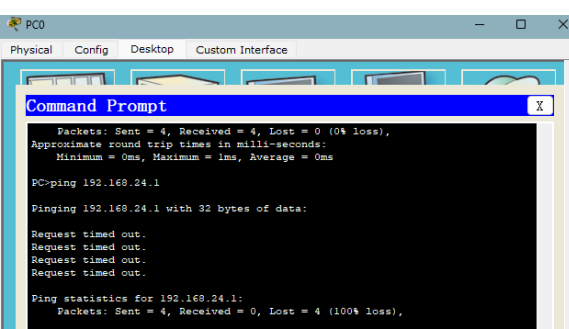 PC0
Physical Config Desktop Custom Interface
Command Prompt
X
Packets: Sent = 4, Received = 4, Lost = 0 (0% loss),
Approximate round trip times in milli-seconds:
Minimum = 0ms, Maximum = 1ms, Average = 0ms
PC>ping 192.168.24.1
Pinging 192.168.24.1 with 32 bytes of data:
Request timed out.
Request timed out.
Request timed out.
Request timed out.
Ping statistics for 192.168.24.1:
Packets: Sent = 4, Received = 0, Lost = 4 (100% loss),